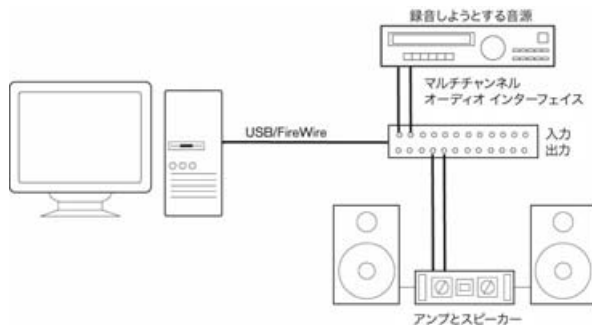 録音しようとする音源
マルチチャンネル
オーディオ インターフェイス
USB/FireWire
入力
出力
アンプとスピーカー